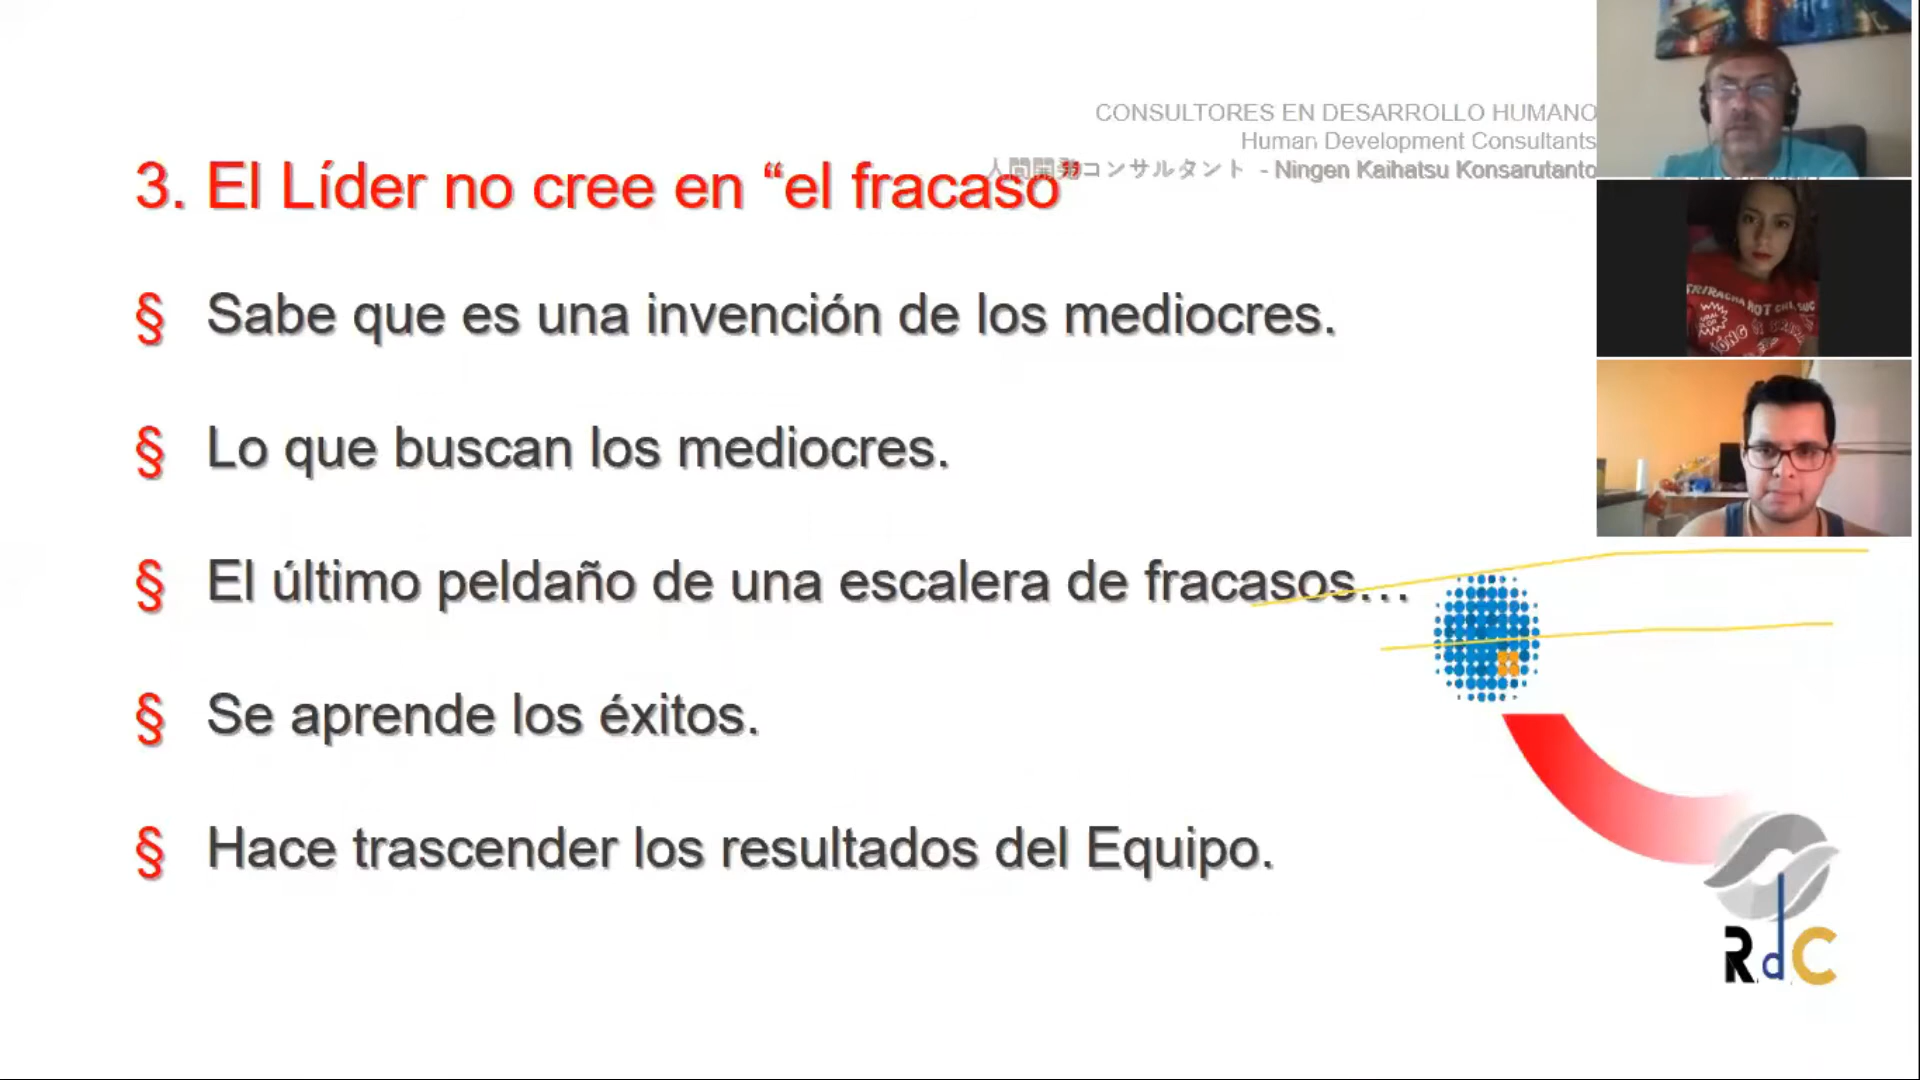 CONSULTORES EN DESARROLLO HUMANO
Human Development Consultants
人間開発コンサルタント - Ningen Kaihatsu Konsarutanto
3. El Líder no cree en “el fracaso”
§ Sabe que es una invención de los mediocres.
§ Lo que buscan los mediocres.
§ El último peldaño de una escalera de fracasos…
§ Se aprende los éxitos.
§ Hace trascender los resultados del Equipo.
SRIRACHA HOT CHILI
R.d.C